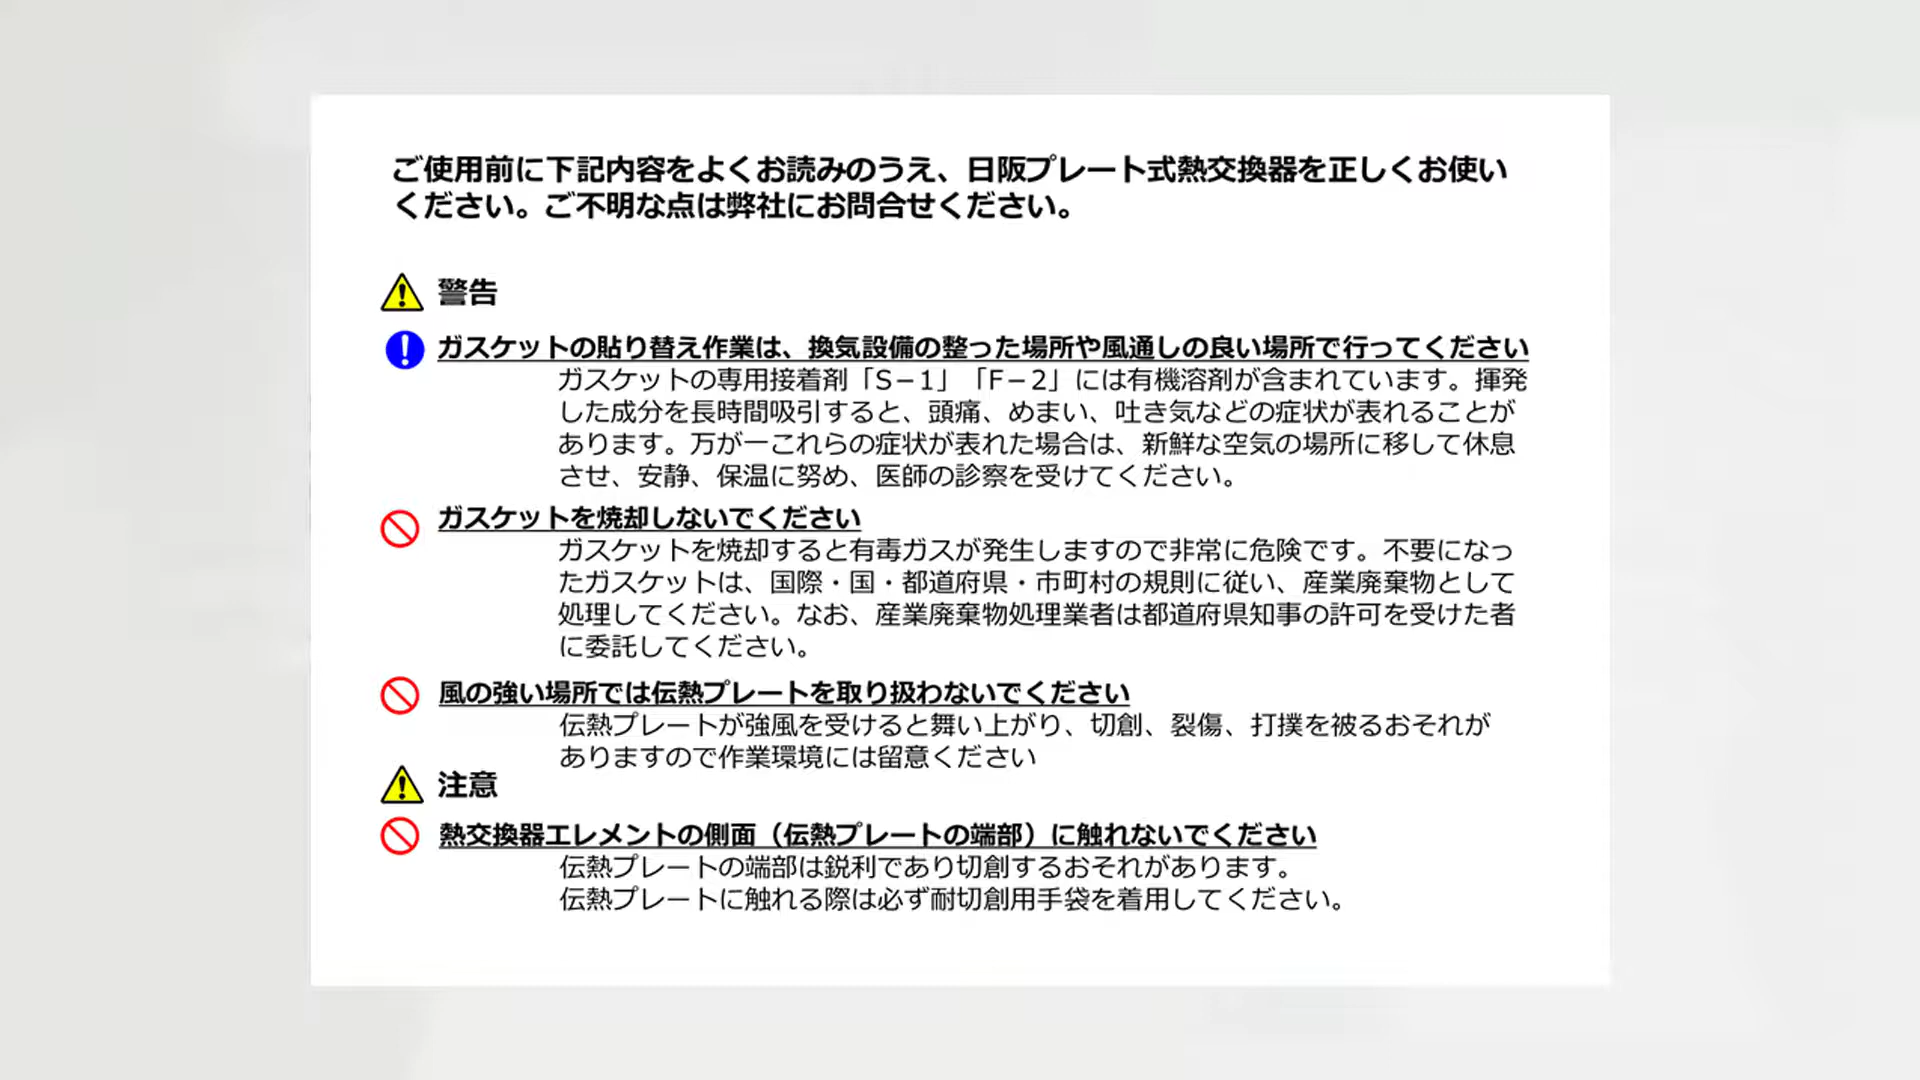 ご使用前に下記内容をよくお読みのうえ、日阪プレート式熱交換器を正しくお使い
ください。ご不明な点は弊社にお問合せください。
警告
ガスケットの貼り替え作業は、換気設備の整った場所や風通しの良い場所で行ってください
ガスケットの専用接着剤「S－1」「F－2」には有機溶剤が含まれています。揮発
した成分を長時間吸引すると、頭痛、めまい、吐き気などの症状が表れることが
あります。万が一これらの症状が表れた場合は、新鮮な空気の場所に移して休息
させ、安静、保温に努め、医師の診察を受けてください。
ガスケットを焼却しないでください
ガスケットを焼却すると有毒ガスが発生しますので非常に危険です。不要になっ
たガスケットは、国際・国・都道府県・市町村の規則に従い、産業廃棄物として
処理してください。なお、産業廃棄物処理業者は都道府県知事の許可を受けた者
に委託してください。
風の強い場所では伝熱プレートを取り扱わないでください
伝熱プレートが強風を受けると舞い上がり、切創、裂傷、打撲を被るおそれが
ありますので作業環境には留意ください
注意
熱交換器エレメントの側面（伝熱プレートの端部）に触れないでください
伝熱プレートの端部は鋭利であり切創するおそれがあります。
伝熱プレートに触れる際は必ず耐切創用手袋を着用してください。